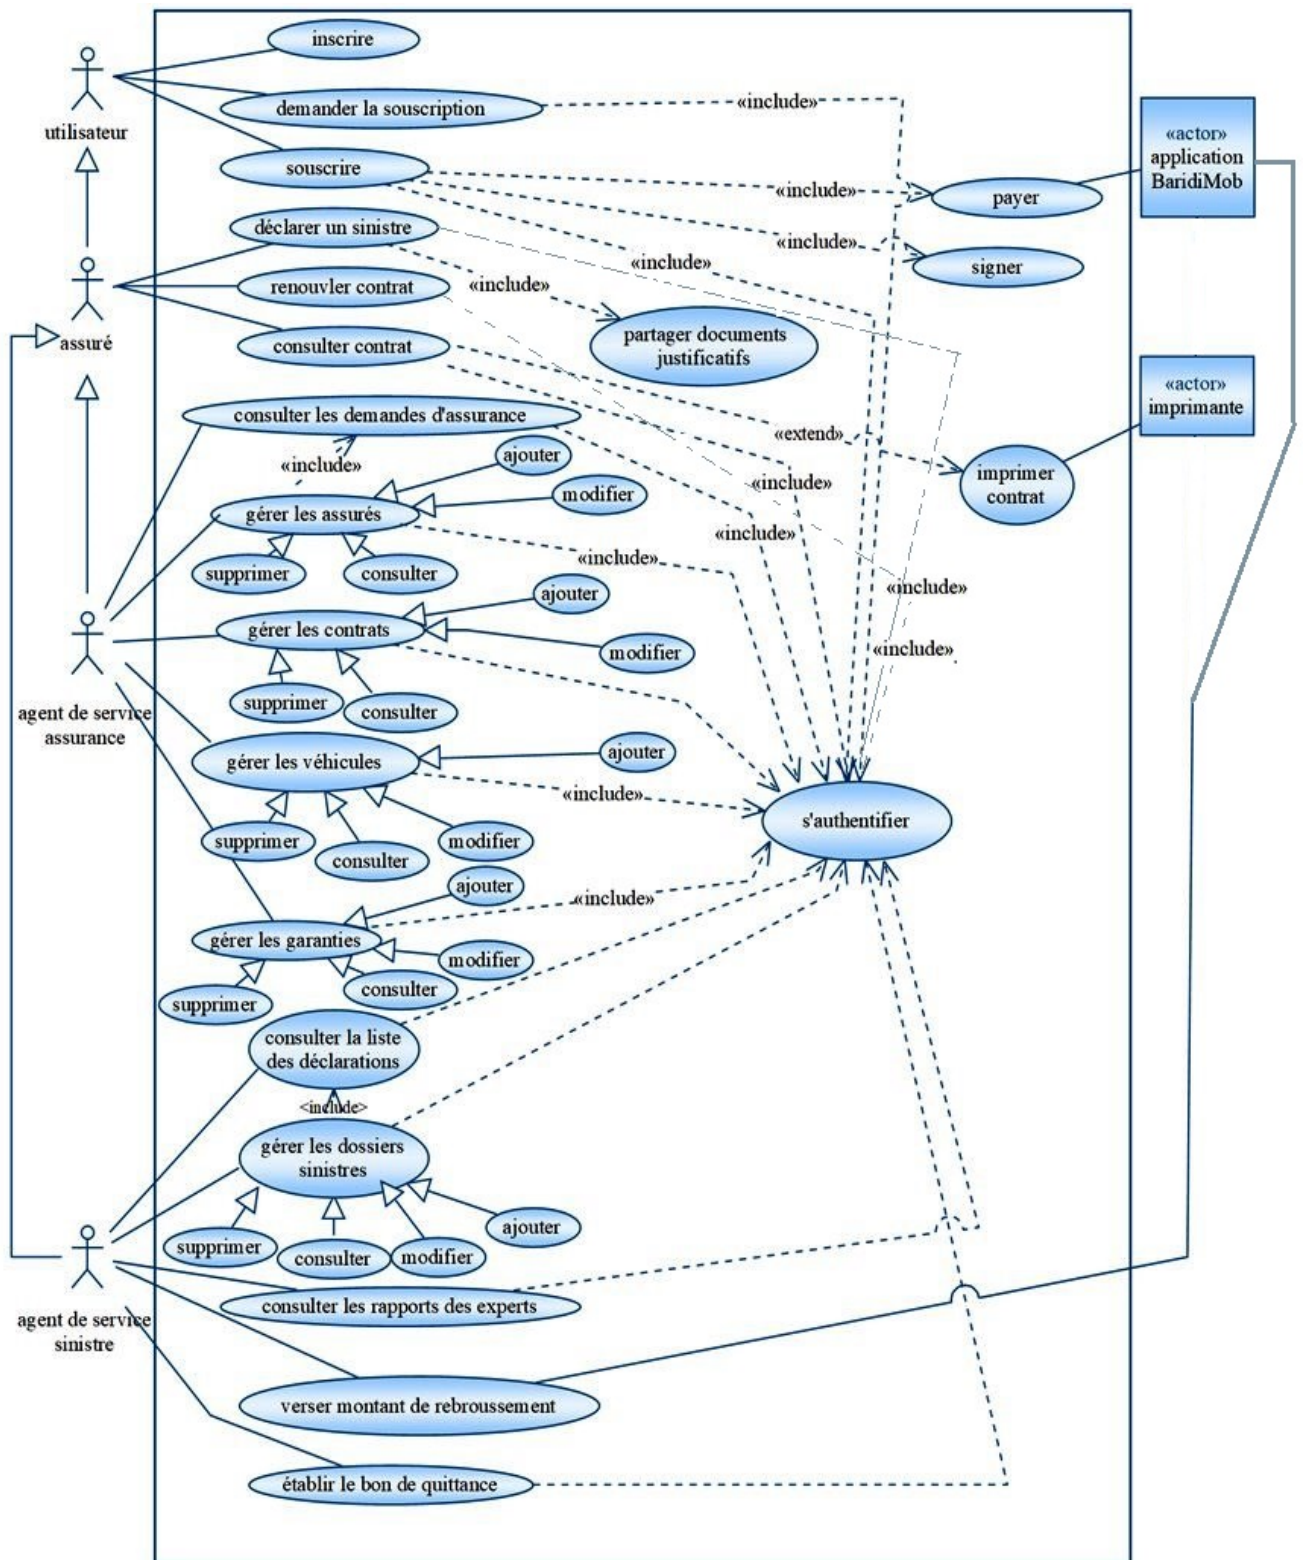 inscrire
utilisateur
demander la souscription
«include»
«actor»
application
BaridiMob
souscrire
«include»
payer
déclarer un sinistre
«include»
signer
«include»
assuré
renouvler contrat
«include»
partager documents
justificatifs
consulter contrat
«actor»
imprimante
consulter les demandes d'assurance
«extend»
imprimer
contrat
«include»
ajouter
«include»
modifier
gérer les assurés
«include»
«include»
supprimer
consulter
«include»
ajouter
gérer les contrats
modifier
«include»
supprimer
consulter
agent de service
assurance
gérer les véhicules
ajouter
«include»
s'authentifier
supprimer
consulter
modifier
ajouter
«include»
gérer les garanties
modifier
consulter
supprimer
consulter la liste
des déclarations
<include>
gérer les dossiers
sinistres
ajouter
supprimer
consulter
modifier
agent de service
sinistre
consulter les rapports des experts
verser montant de rebroussement
établir le bon de quittance